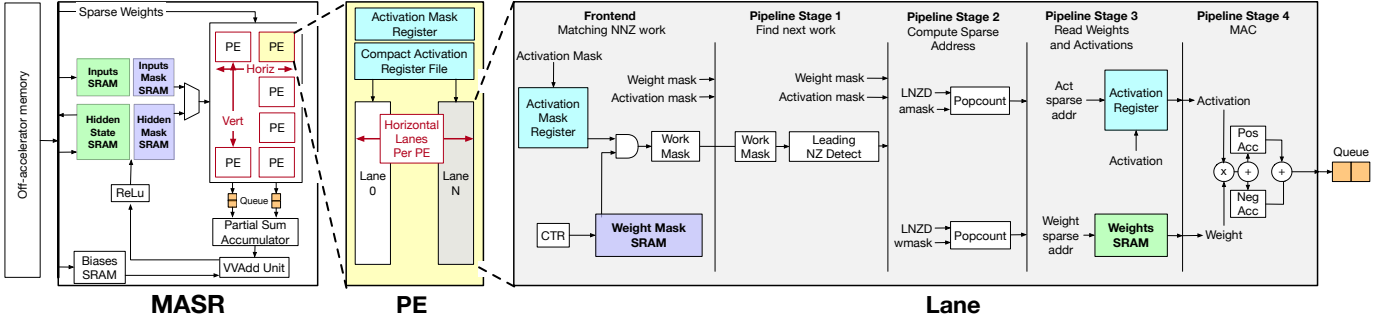 Off-accelerator memory
Sparse Weights
Inputs
SRAM
Inputs
Mask
SRAM
Hidden
State
SRAM
Hidden
Mask
SRAM
ReLu
Biases
SRAM
PE
PE
Horiz
PE
Vert
PE
PE
PE
Queue
Partial Sum
Accumulator
VVAdd Unit
MASR
Activation Mask
Register
Compact Activation
Register File
Horizontal
Lanes
Per PE
Lane
0
Lane
N
PE
Frontend
Matching NNZ work
Activation Mask
Activation
Mask
Register
Weight mask
Activation mask
Work
Mask
CTR
Weight Mask
SRAM
Pipeline Stage 1
Find next work
Weight mask
Activation mask
Work
Mask
Leading
NZ Detect
Pipeline Stage 2
Compute Sparse
Address
LNZD
amask
Popcount
LNZD
wmask
Popcount
Pipeline Stage 3
Read Weights
and Activations
Act
sparse
addr
Activation
Register
Activation
Weight
sparse
addr
Weights
SRAM
Pipeline Stage 4
MAC
Activation
Pos
Acc
x
+
+
Neg
Acc
Weight
Queue
Lane